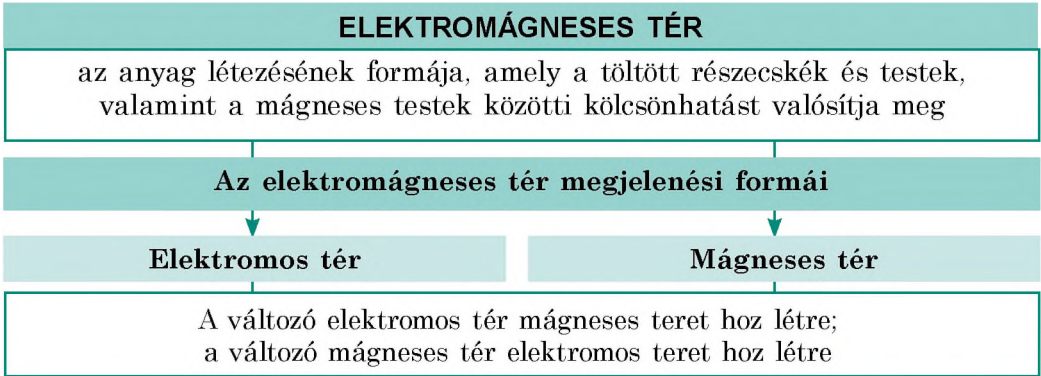 ELEKTROMÁGNESES TÉR
az anyag létezésének formája, amely a töltött részecskék és testek,
valamint a mágneses testek közötti kölcsönhatást valósítja meg
Az elektromágneses tér megjelenési formái
Elektromos tér
Mágneses tér
A változó elektromos tér mágneses teret hoz létre;
a változó mágneses tér elektromos teret hoz létre